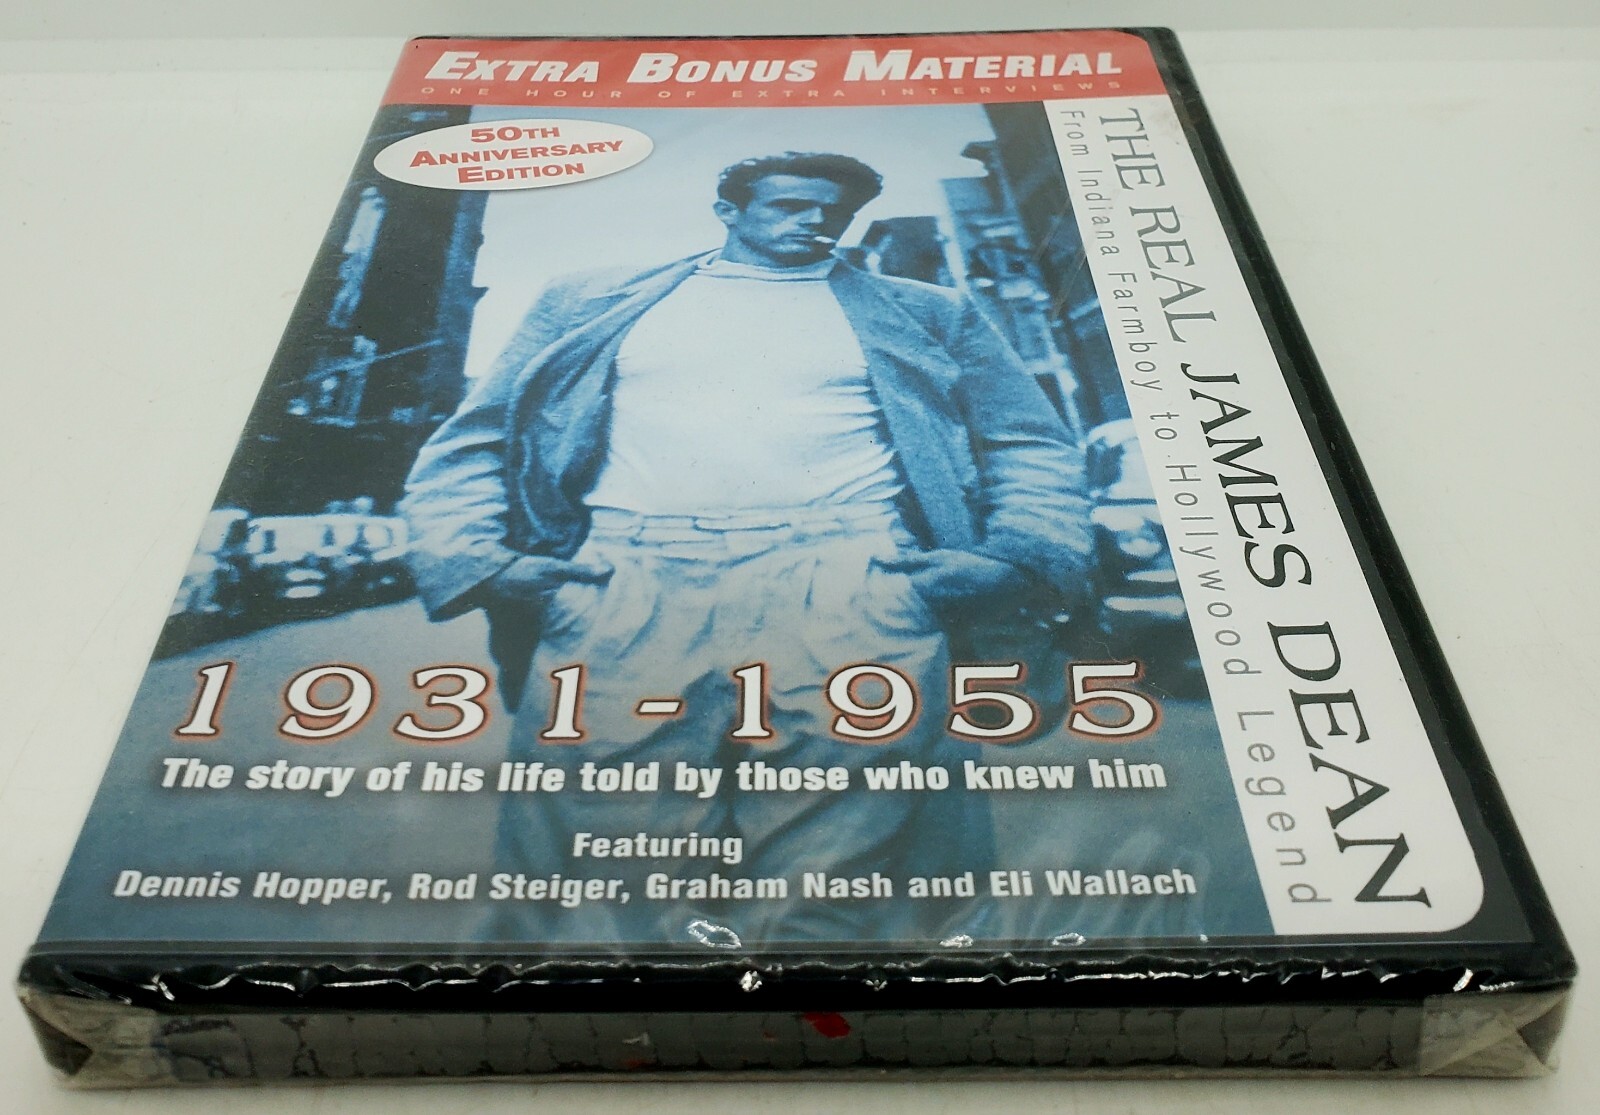 EXTRA BONUS MATERIAL
ONE HOUR OF EXTRA INTERVIEWS
50TH
ANNIVERSARY
EDITION
THE REAL JAMES DEAN
From Indiana Farmboy to Hollywood Legend
1931-1955
The story of his life told by those who knew him
Featuring
Dennis Hopper, Rod Steiger, Graham Nash and Eli Wallach